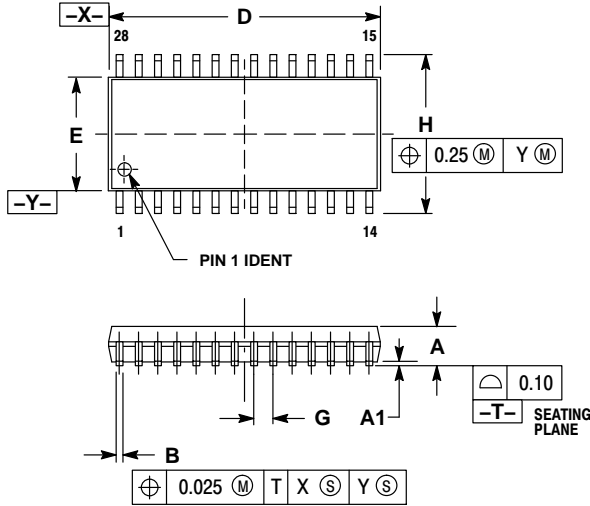 –X–
D
28 15
E
H
0.25 Ⓜ Y Ⓜ
–Y–
1 14
PIN 1 IDENT
A
0.10
G A1
–T– SEATING PLANE
B
0.025 Ⓜ T X Ⓢ Y Ⓢ